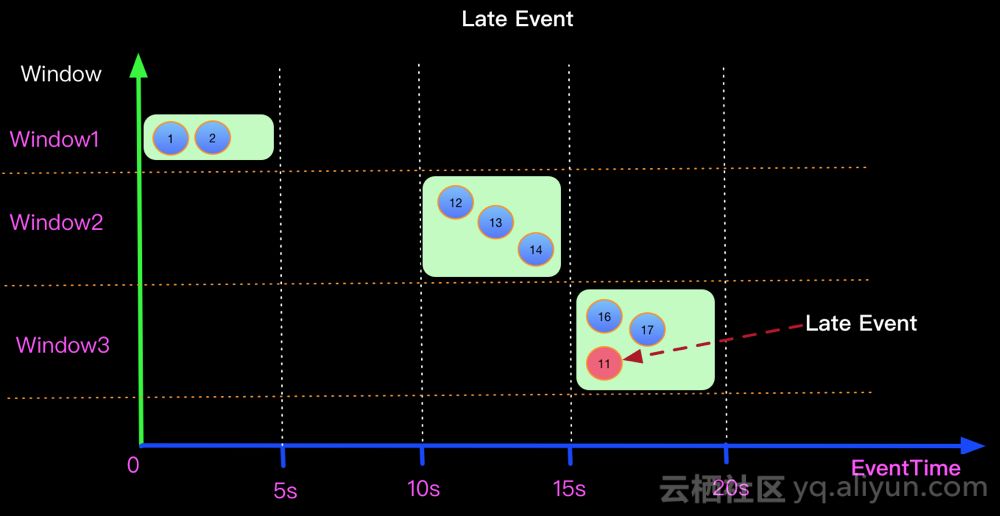 Late Event
Window
Window1
1 2
Window2
12
13
14
Window3
16
17
11
Late Event
0
5s
10s
15s
20s
EventTime
云栖社区 yq.aliyun.com